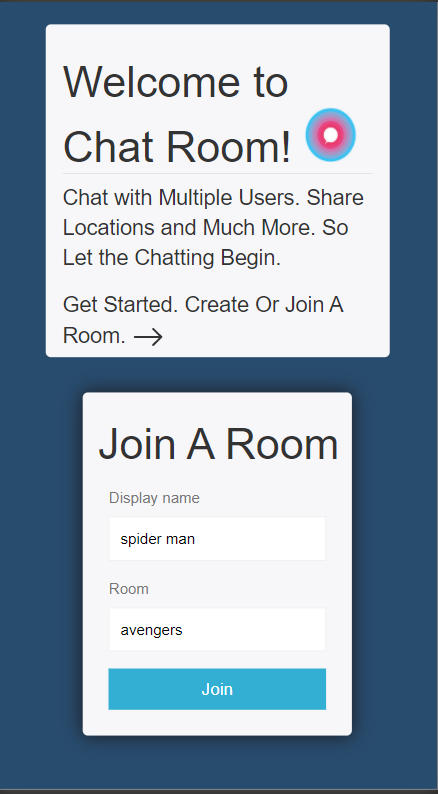 Welcome to
Chat Room!
Chat with Multiple Users. Share
Locations and Much More. So
Let the Chatting Begin.
Get Started. Create Or Join A
Room.
Join A Room
Display name
spider man
Room
avengers
Join